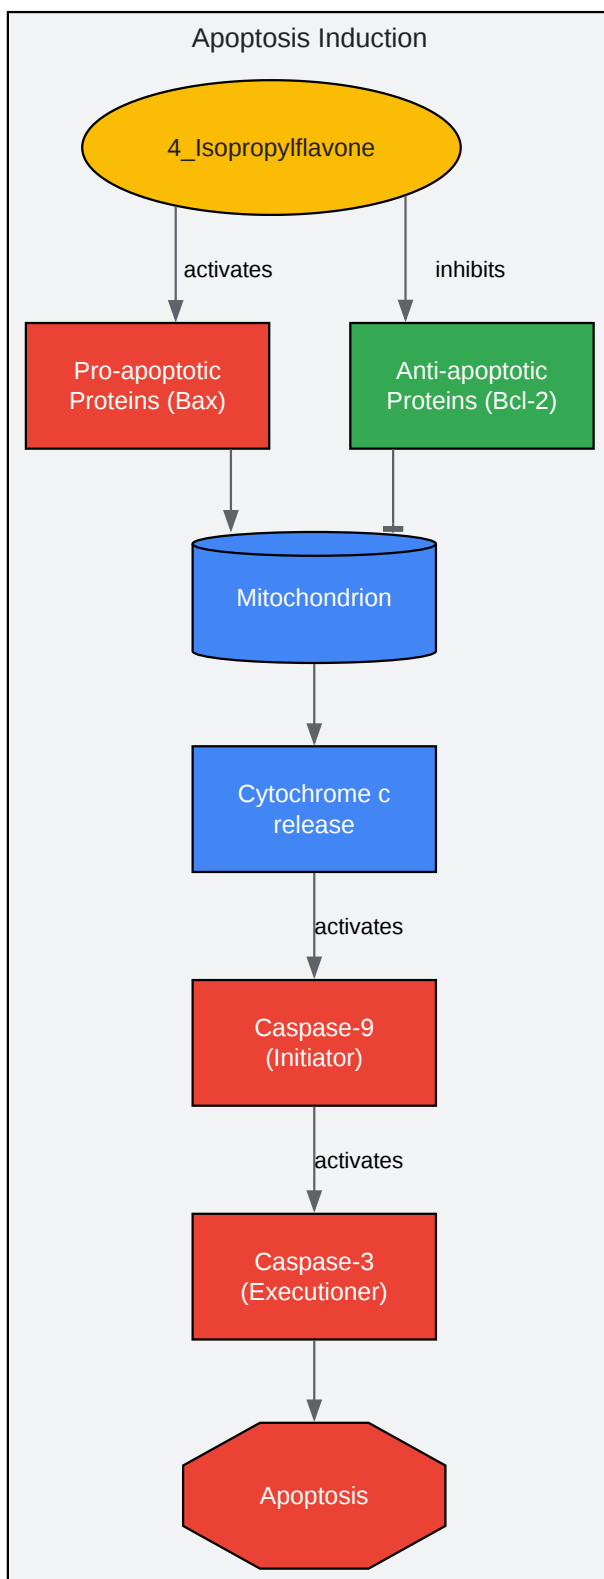 Apoptosis Induction
4_Isopropylflavone
activates
inhibits
Pro-apoptotic
Proteins (Bax)
Anti-apoptotic
Proteins (Bcl-2)
Mitochondrion
Cytochrome c
release
activates
Caspase-9
(Initiator)
activates
Caspase-3
(Executioner)
Apoptosis